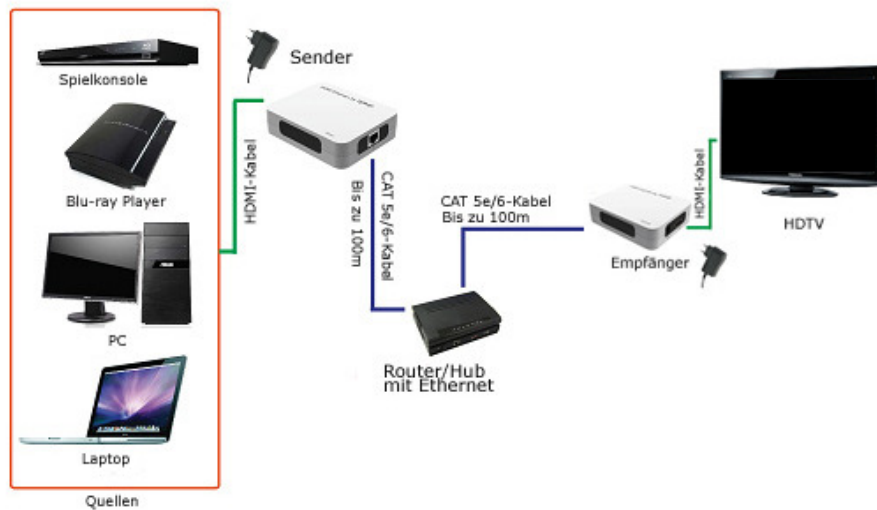 Sender
Spielkonsole
Blu-ray Player
PC
Laptop
Quellen
HDMI-Kabel
CAT 5e/6-Kabel
Bis zu 100m
CAT 5e/6-Kabel
Bis zu 100m
Router/Hub
mit Ethernet
Empfänger
HDMI-Kabel
HDTV